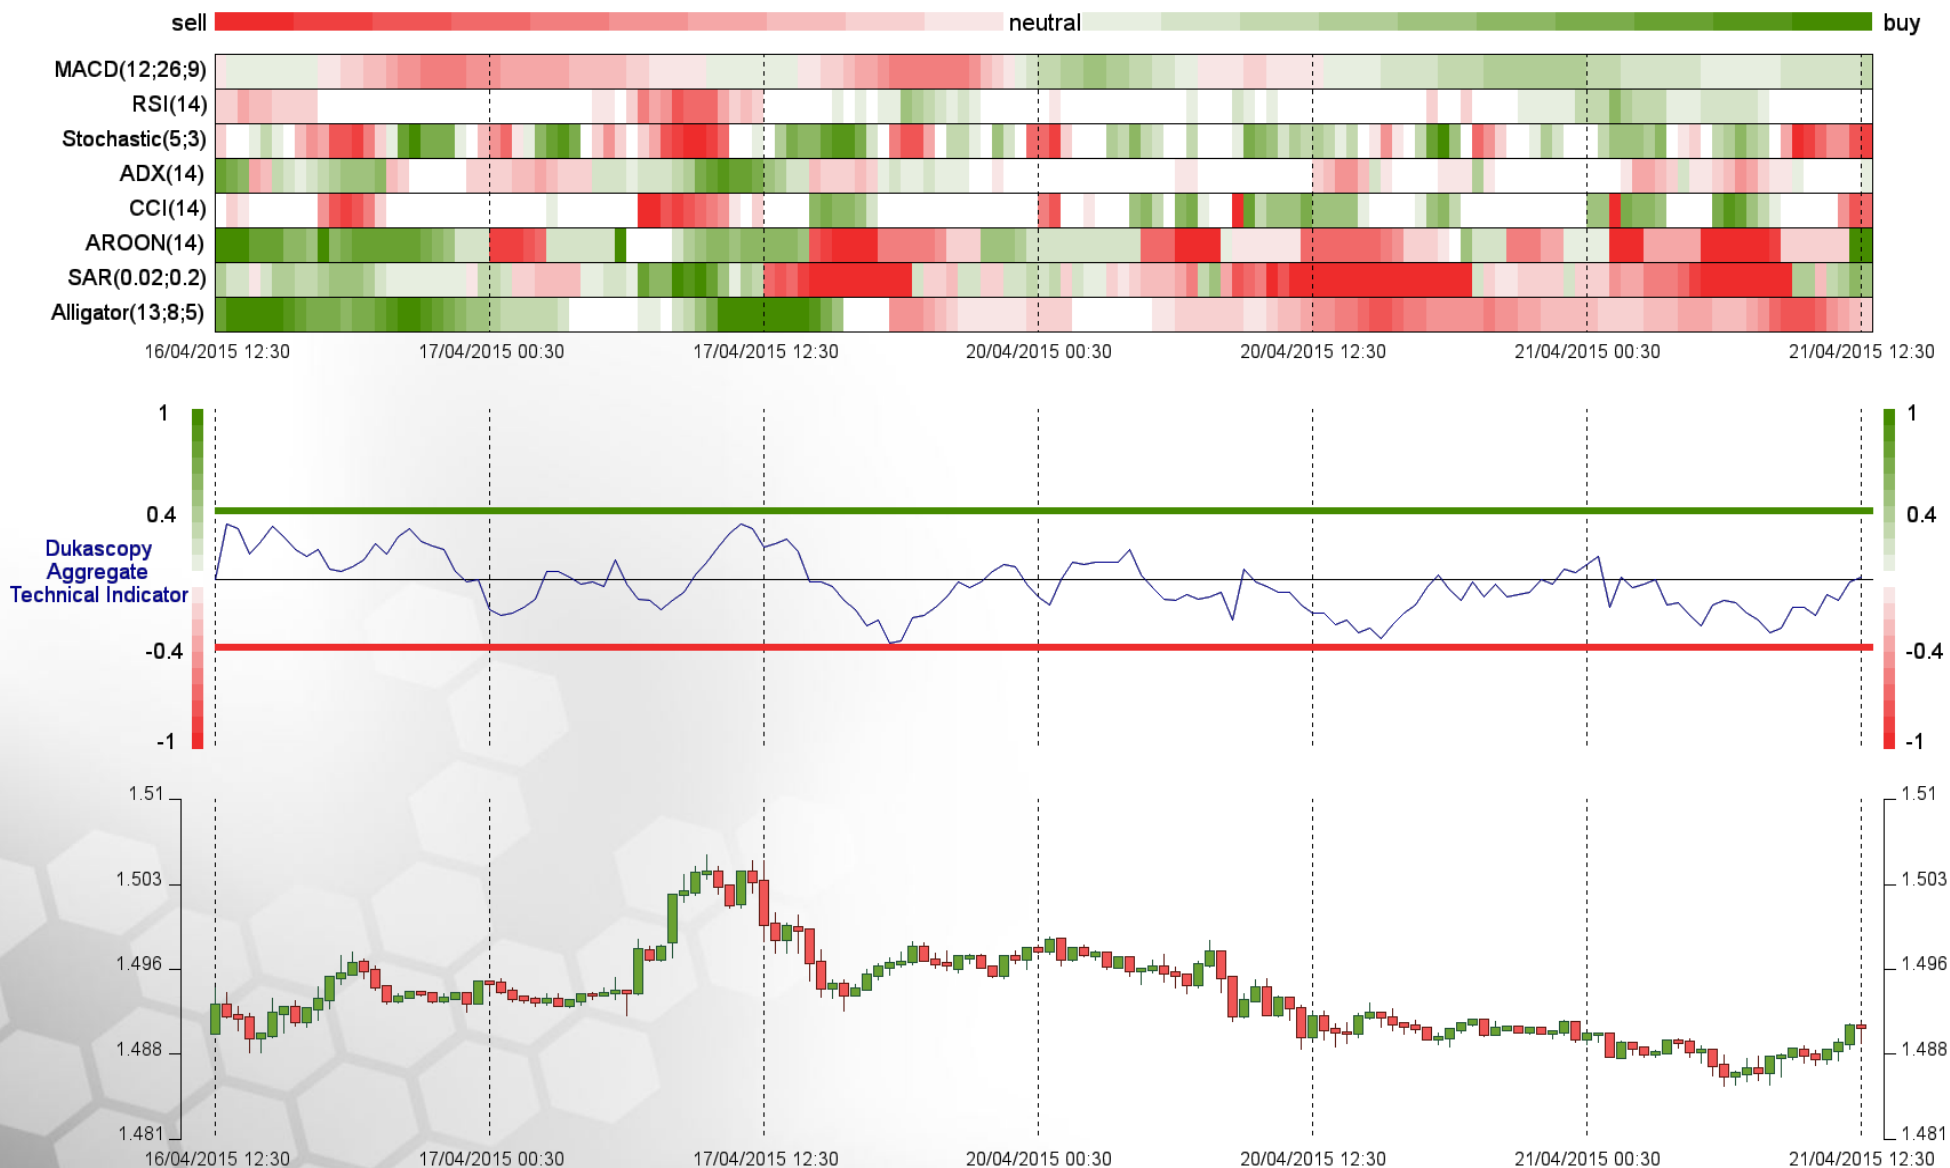 sell neutral buy
MACD(12;26;9)
RSI(14)
Stochastic(5;3)
ADX(14)
CCI(14)
AROON(14)
SAR(0.02;0.2)
Alligator(13;8;5)
16/04/2015 12:30 17/04/2015 00:30 17/04/2015 12:30 20/04/2015 00:30 20/04/2015 12:30 21/04/2015 00:30 21/04/2015 12:30
1 1
0.4 0.4
Dukascopy
Aggregate
Technical Indicator
-0.4 -0.4
-1 -1
1.51 1.51
1.503 1.503
1.496 1.496
1.488 1.488
1.481 1.481
16/04/2015 12:30 17/04/2015 00:30 17/04/2015 12:30 20/04/2015 00:30 20/04/2015 12:30 21/04/2015 00:30 21/04/2015 12:30